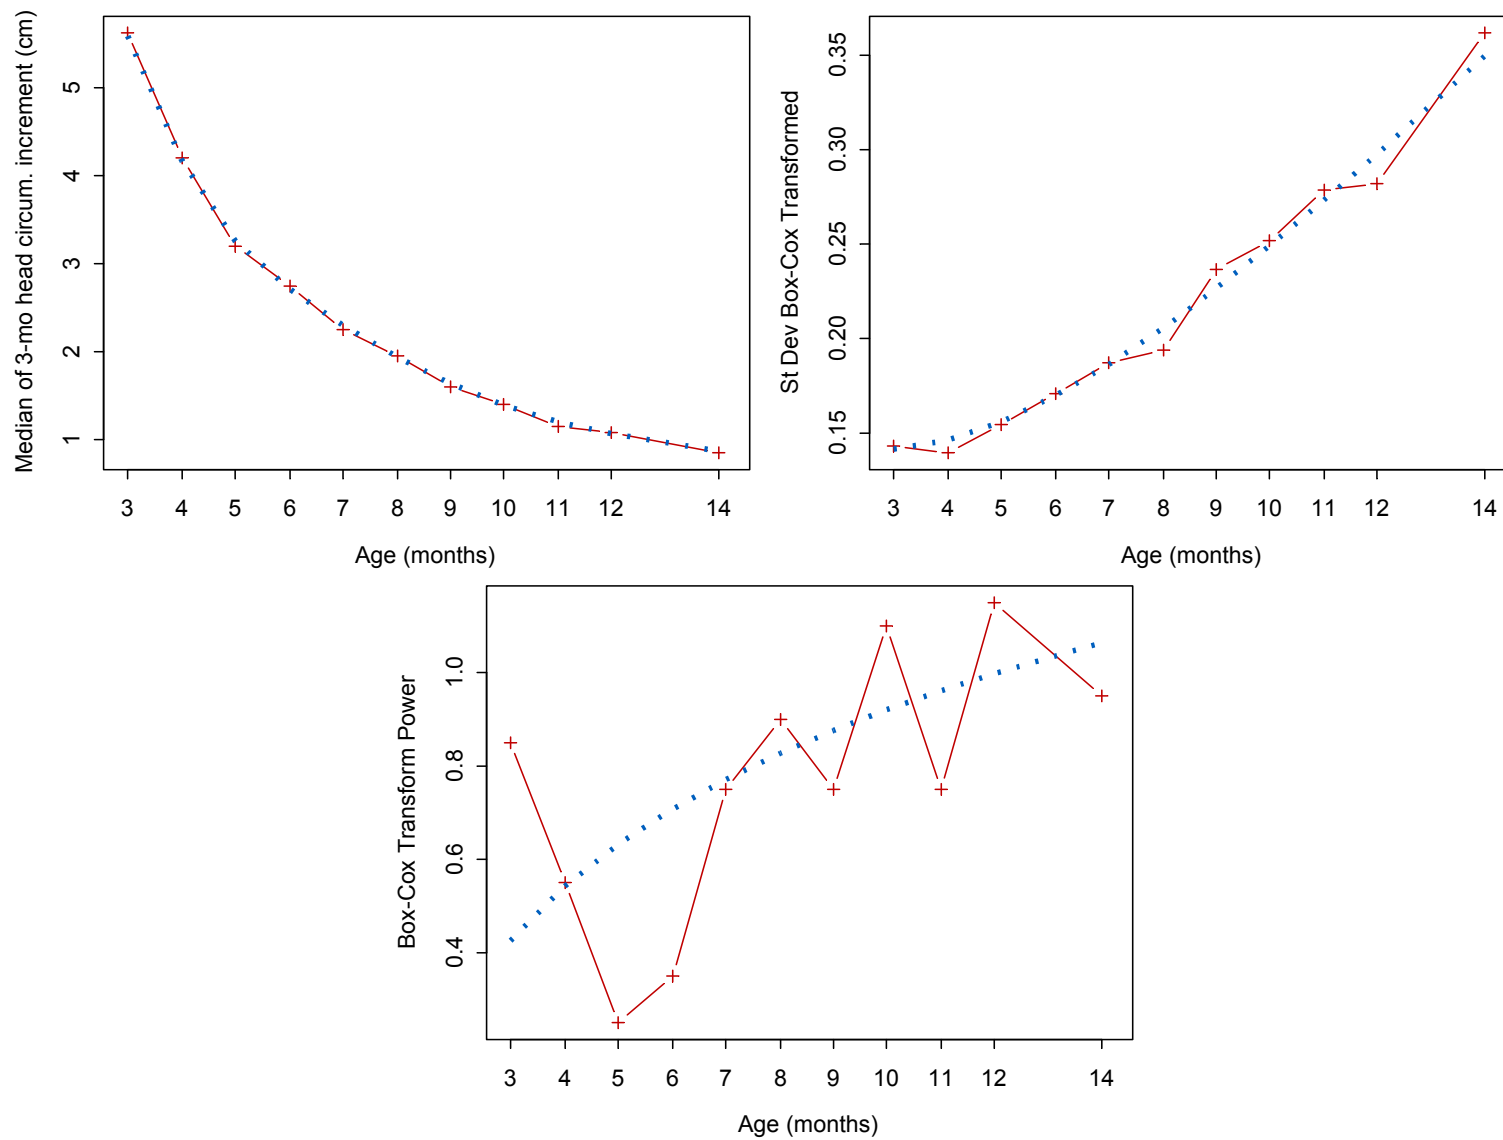 Median of 3-mo head circum. increment (cm)
5
4
3
2
1
3 4 5 6 7 8 9 10 11 12 14
Age (months)
St Dev Box-Cox Transformed
0.35
0.30
0.25
0.20
0.15
3 4 5 6 7 8 9 10 11 12 14
Age (months)
Box-Cox Transform Power
1.0
0.8
0.6
0.4
3 4 5 6 7 8 9 10 11 12 14
Age (months)